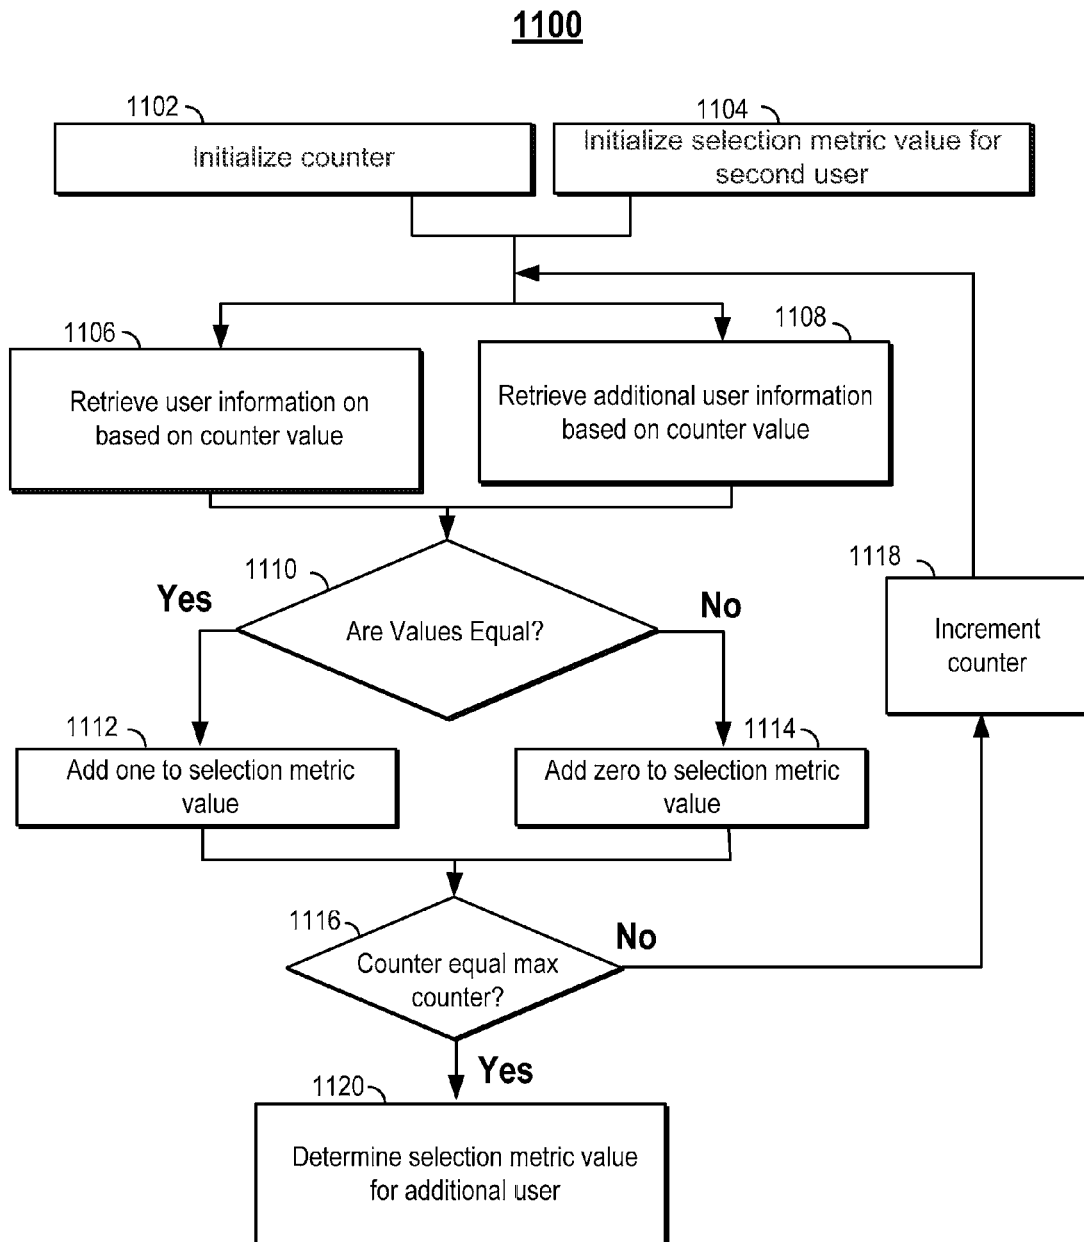 1100
1102
Initialize counter
1104
Initialize selection metric value for
second user
1106
Retrieve user information on
based on counter value
1108
Retrieve additional user information
based on counter value
1110
Are Values Equal?
Yes
No
1112
Add one to selection metric
value
1114
Add zero to selection metric
value
1116
Counter equal max
counter?
No
1118
Increment
counter
Yes
1120
Determine selection metric value
for additional user